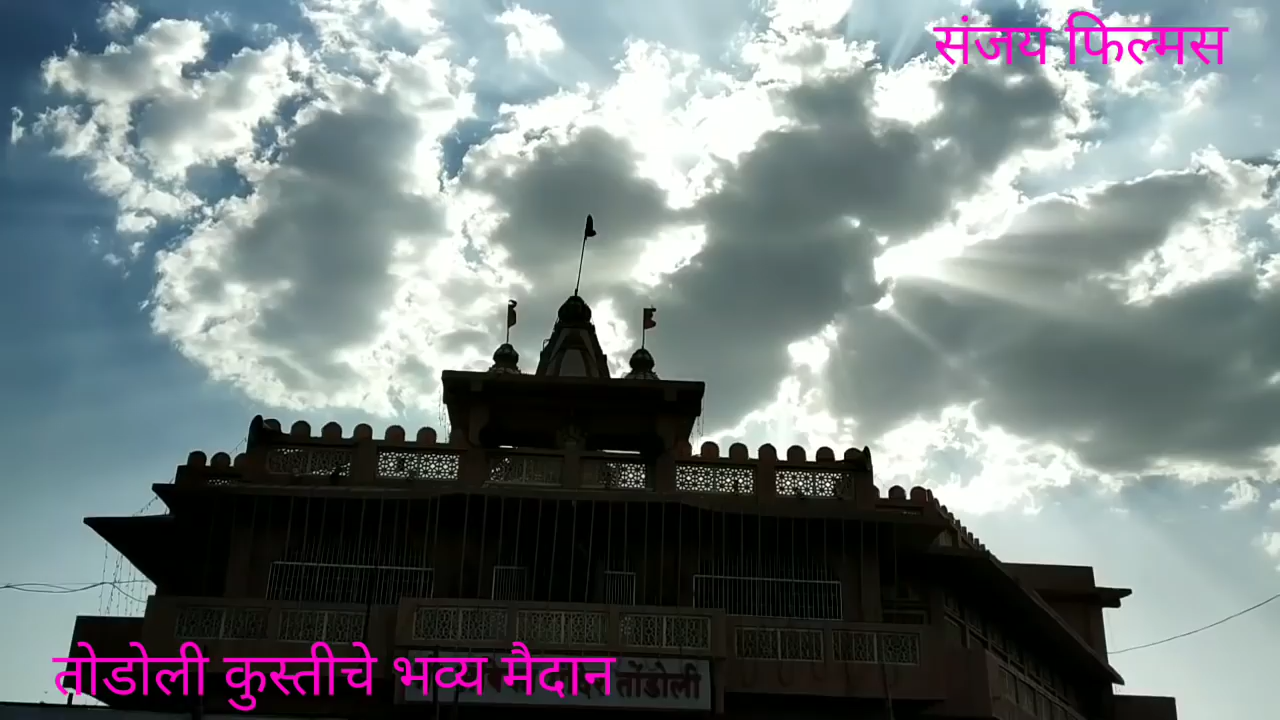 संजय फिल्मस
तोडोली कुस्तीचे भव्य मैदान
तोंडोली